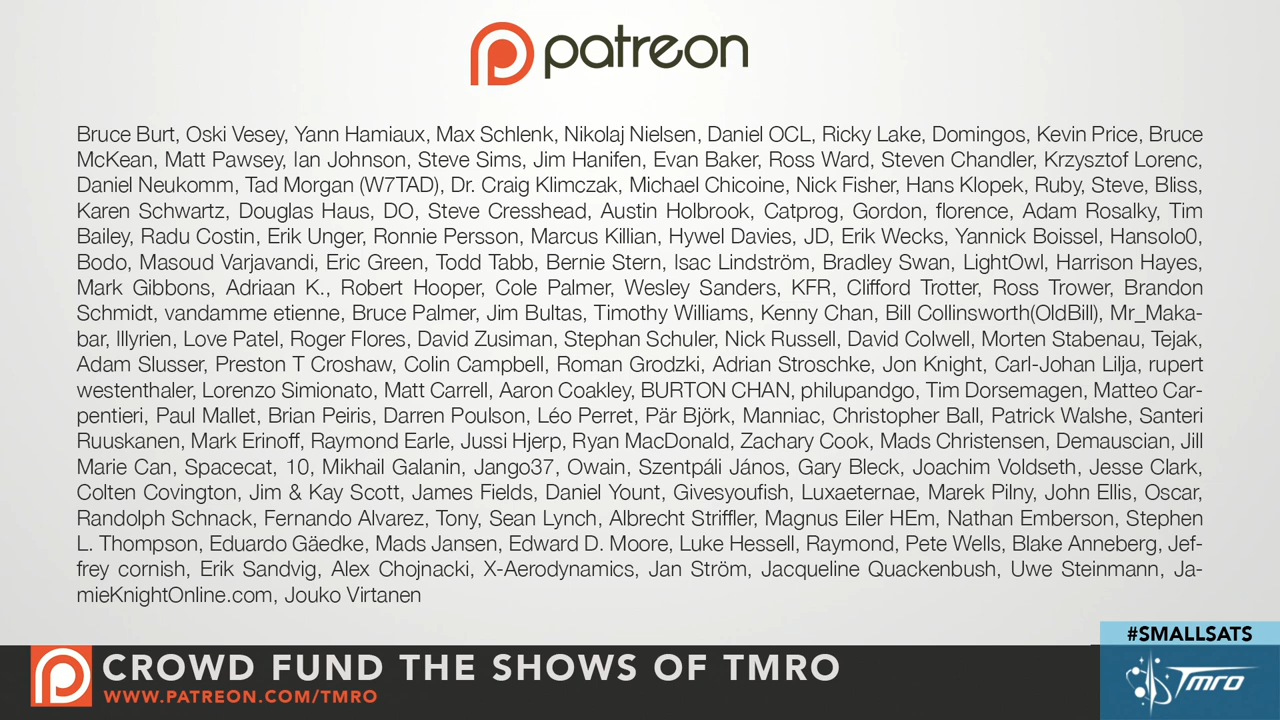 patreon
Bruce Burt, Oski Vesey, Yann Hamiaux, Max Schlenk, Nikolaj Nielsen, Daniel OCL, Ricky Lake, Domingos, Kevin Price, Bruce
McKean, Matt Pawsey, Ian Johnson, Steve Sims, Jim Hanifen, Evan Baker, Ross Ward, Steven Chandler, Krzysztof Lorenc,
Daniel Neukomm, Tad Morgan (W7TAD), Dr. Craig Klimczak, Michael Chicoine, Nick Fisher, Hans Klopek, Ruby, Steve, Bliss,
Karen Schwartz, Douglas Haus, DO, Steve Cresshead, Austin Holbrook, Catprog, Gordon, florence, Adam Rosalky, Tim
Bailey, Radu Costin, Erik Unger, Ronnie Persson, Marcus Killian, Hywel Davies, JD, Erik Wecks, Yannick Boissel, Hansolo0,
Bodo, Masoud Varjavandi, Eric Green, Todd Tabb, Bernie Stern, Isac Lindström, Bradley Swan, LightOwl, Harrison Hayes,
Mark Gibbons, Adriaan K., Robert Hooper, Cole Palmer, Wesley Sanders, KFR, Clifford Trotter, Ross Trower, Brandon
Schmidt, vandamme etienne, Bruce Palmer, Jim Bultas, Timothy Williams, Kenny Chan, Bill Collinsworth(OldBill), Mr_Maka-
bar, Illyrien, Love Patel, Roger Flores, David Zusiman, Stephan Schuler, Nick Russell, David Colwell, Morten Stabenau, Tejak,
Adam Slusser, Preston T Croshaw, Colin Campbell, Roman Grodzki, Adrian Stroschke, Jon Knight, Carl-Johan Lilja, rupert
westenthaler, Lorenzo Simionato, Matt Carrell, Aaron Coakley, BURTON CHAN, philupandgo, Tim Dorsemagen, Matteo Car-
pentieri, Paul Mallet, Brian Peiris, Darren Poulson, Léo Perret, Pär Björk, Manniac, Christopher Ball, Patrick Walshe, Santeri
Ruuskanen, Mark Erinoff, Raymond Earle, Jussi Hjerp, Ryan MacDonald, Zachary Cook, Mads Christensen, Demauscian, Jill
Marie Can, Spacecat, 10, Mikhail Galanin, Jango37, Owain, Szentpáli János, Gary Bleck, Joachim Voldseth, Jesse Clark,
Colten Covington, Jim & Kay Scott, James Fields, Daniel Yount, Givesyoufish, Luxaeternae, Marek Pilny, John Ellis, Oscar,
Randolph Schnack, Fernando Alvarez, Tony, Sean Lynch, Albrecht Striffler, Magnus Eiler HEm, Nathan Emberson, Stephen
L. Thompson, Eduardo Gäedke, Mads Jansen, Edward D. Moore, Luke Hessell, Raymond, Pete Wells, Blake Anneberg, Jef-
frey cornish, Erik Sandvig, Alex Chojnacki, X-Aerodynamics, Jan Ström, Jacqueline Quackenbush, Uwe Steinmann, Ja-
mieKnightOnline.com, Jouko Virtanen
#SMALLSATS
CROWD FUND THE SHOWS OF TMRO
WWW.PATREON.COM/TMRO
Tmro